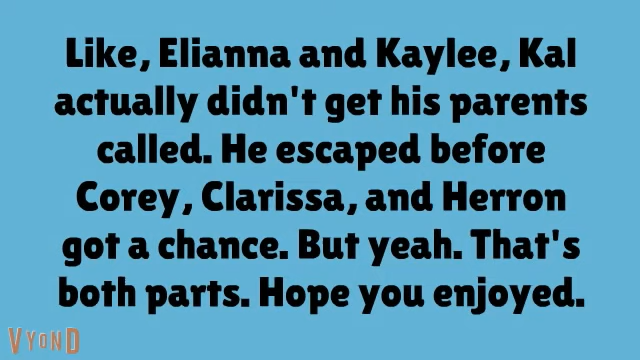 Like, Elianna and Kaylee, Kal
actually didn't get his parents
called. He escaped before
Corey, Clarissa, and Herron
got a chance. But yeah. That's
both parts. Hope you enjoyed.
VYOND